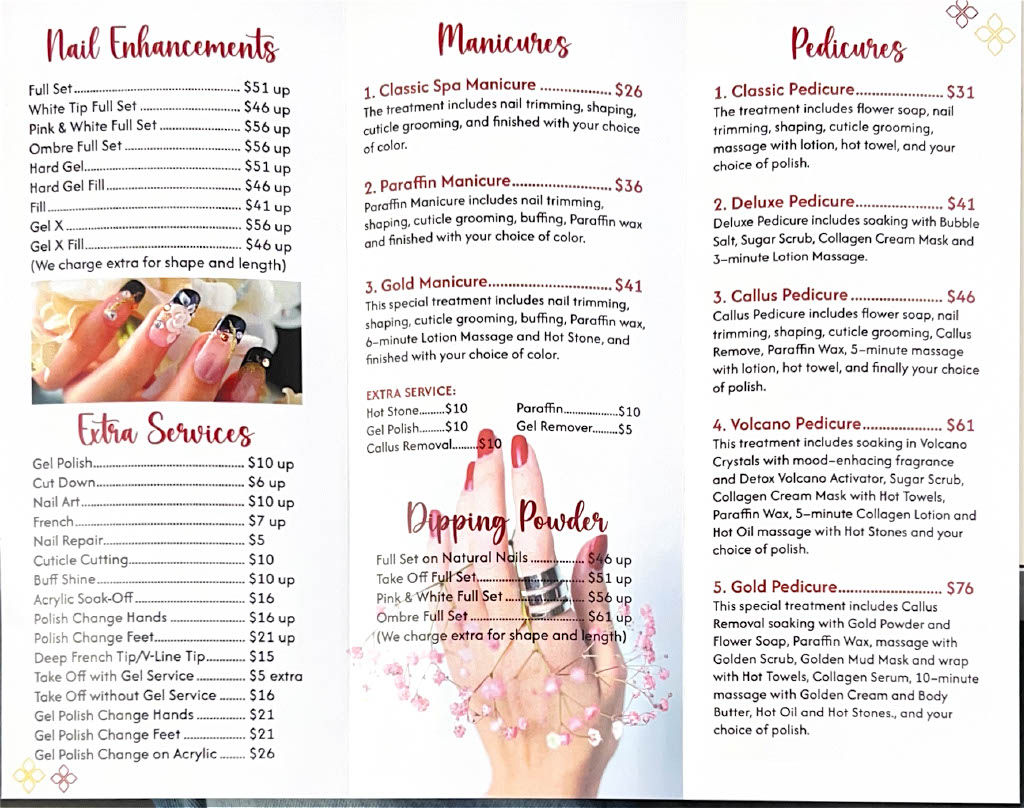 Nail Enhancements
Full Set........................................ $51 up
White Tip Full Set ........................ $46 up
Pink & White Full Set .................... $56 up
Ombre Full Set ............................ $56 up
Hard Gel...................................... $51 up
Hard Gel Fill................................. $46 up
Fill............................................... $41 up
Gel X .......................................... $56 up
Gel X Fill...................................... $46 up
(We charge extra for shape and length)
Extra Services
Gel Polish..................................... $10 up
Cut Down..................................... $6 up
Nail Art........................................ $10 up
French......................................... $7 up
Nail Repair................................... $5
Cuticle Cutting............................ $10
Buff Shine.................................... $10 up
Acrylic Soak-Off........................... $16
Polish Change Hands ................... $16 up
Polish Change Feet...................... $21 up
Deep French Tip/V-Line Tip.......... $15
Take Off with Gel Service ............. $5 extra
Take Off without Gel Service ....... $16
Gel Polish Change Hands ............ $21
Gel Polish Change Feet ............... $21
Gel Polish Change on Acrylic ....... $26
Manicures
1. Classic Spa Manicure ................. $26
The treatment includes nail trimming, shaping,
cuticle grooming, and finished with your choice
of color.
2. Paraffin Manicure........................ $36
Paraffin Manicure includes nail trimming,
shaping, cuticle grooming, buffing, Paraffin wax
and finished with your choice of color.
3. Gold Manicure............................. $41
This special treatment includes nail trimming,
shaping, cuticle grooming, buffing, Paraffin wax,
6-minute Lotion Massage and Hot Stone, and
finished with your choice of color.
EXTRA SERVICE:
Hot Stone.........$10 Paraffin..................$10
Gel Polish.........$10 Gel Remover.........$5
Callus Removal.........$10
Dipping Powder
Full Set on Natural Nails .............. $46 up
Take Off Full Set........................... $51 up
Pink & White Full Set .................... $56 up
Ombre Full Set ............................ $61 up
(We charge extra for shape and length)
Pedicures
1. Classic Pedicure...................... $31
The treatment includes flower soap, nail
trimming, shaping, cuticle grooming,
massage with lotion, hot towel, and your
choice of polish.
2. Deluxe Pedicure...................... $41
Deluxe Pedicure includes soaking with Bubble
Salt, Sugar Scrub, Collagen Cream Mask and
3-minute Lotion Massage.
3. Callus Pedicure ....................... $46
Callus Pedicure includes flower soap, nail
trimming, shaping, cuticle grooming, Callus
Remove, Paraffin Wax, 5-minute massage
with lotion, hot towel, and finally your choice
of polish.
4. Volcano Pedicure.................... $61
This treatment includes soaking in Volcano
Crystals with mood-enhacing fragrance
and Detox Volcano Activator, Sugar Scrub,
Collagen Cream Mask with Hot Towels,
Paraffin Wax, 5-minute Collagen Lotion and
Hot Oil massage with Hot Stones and your
choice of polish.
5. Gold Pedicure.......................... $76
This special treatment includes Callus
Removal soaking with Gold Powder and
Flower Soap, Paraffin Wax, massage with
Golden Scrub, Golden Mud Mask and wrap
with Hot Towels, Collagen Serum, 10-minute
massage with Golden Cream and Body
Butter, Hot Oil and Hot Stones., and your
choice of polish.